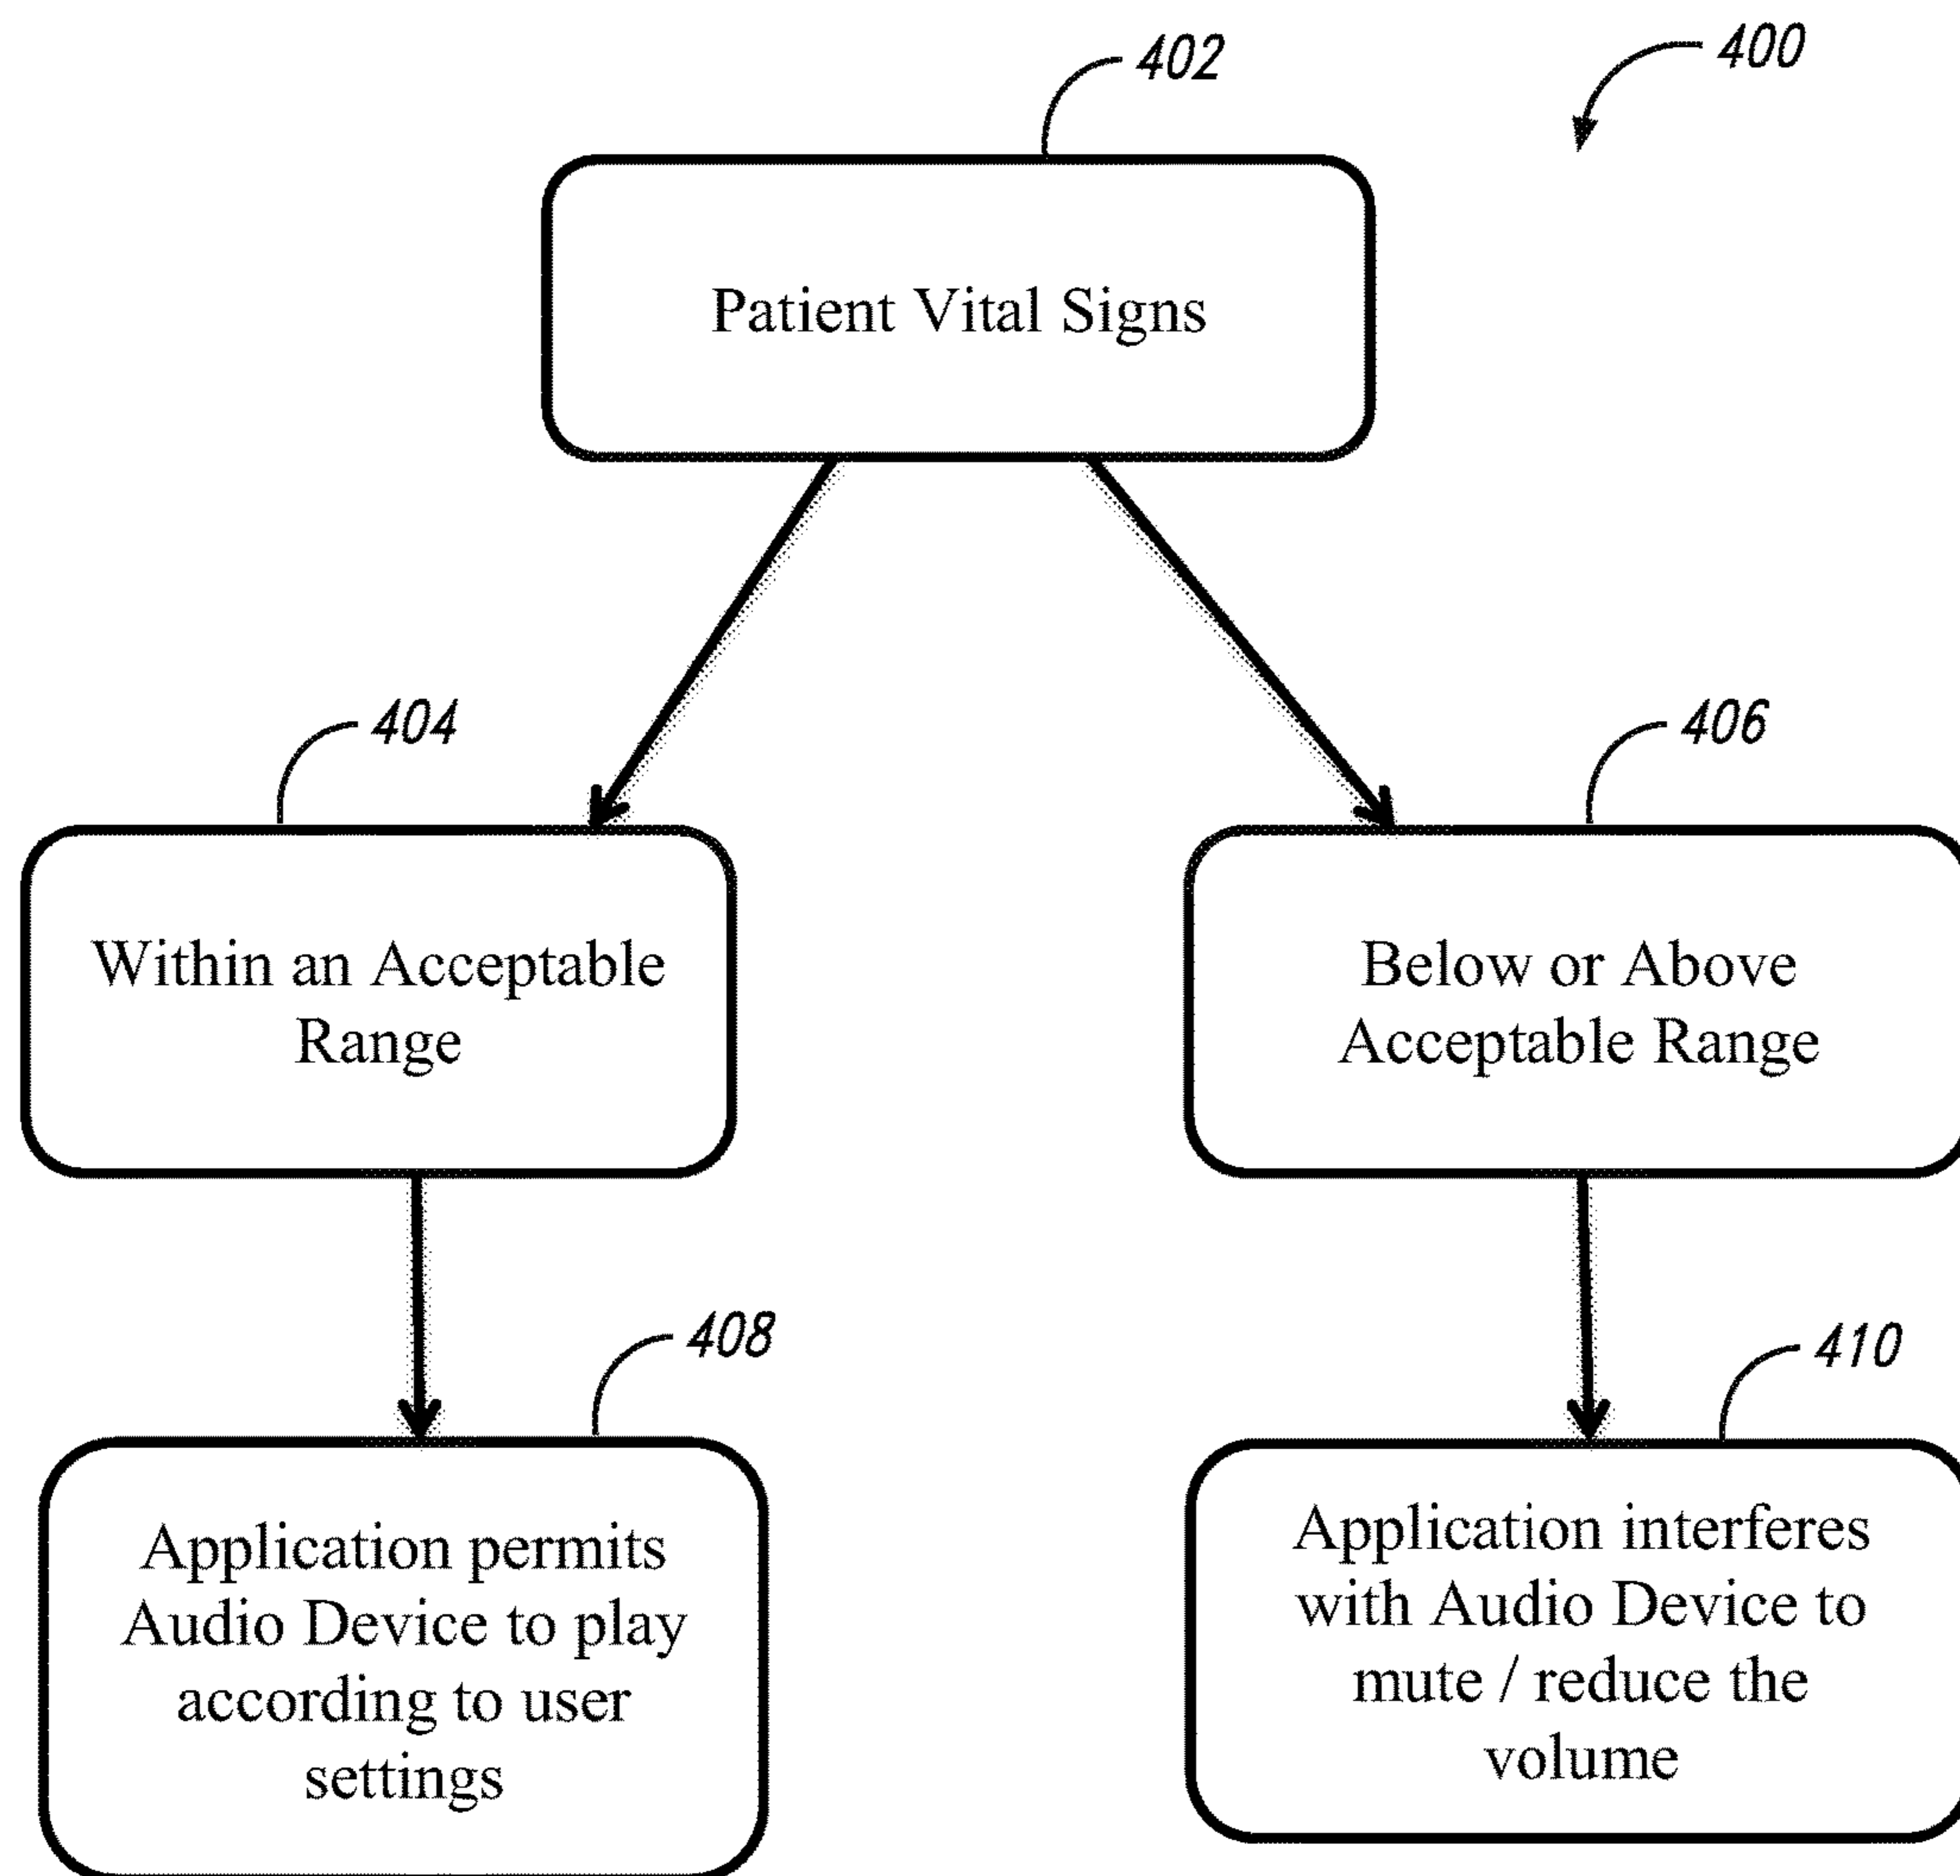 402
400
Patient Vital Signs
404
406
Within an Acceptable
Range
Below or Above
Acceptable Range
408
410
Application permits
Audio Device to play
according to user
settings
Application interferes
with Audio Device to
mute / reduce the
volume